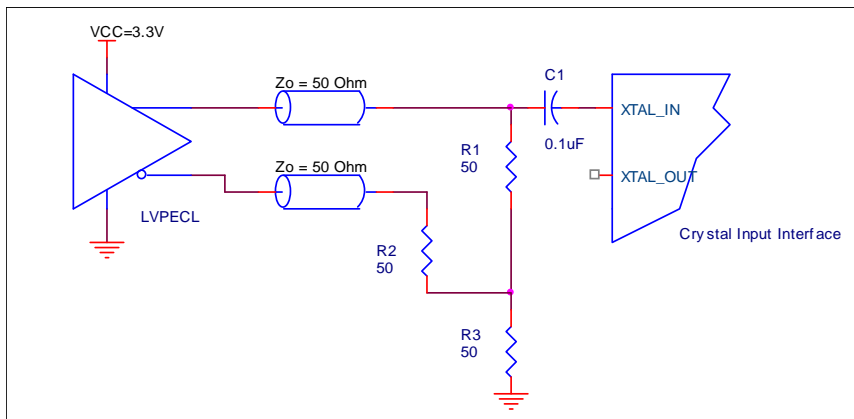 VCC=3.3V
Zo = 50 Ohm
C1
0.1uF
XTAL_IN
R1
50
Zo = 50 Ohm
XTAL_OUT
LVPECL
Crystal Input Interface
R2
50
R3
50